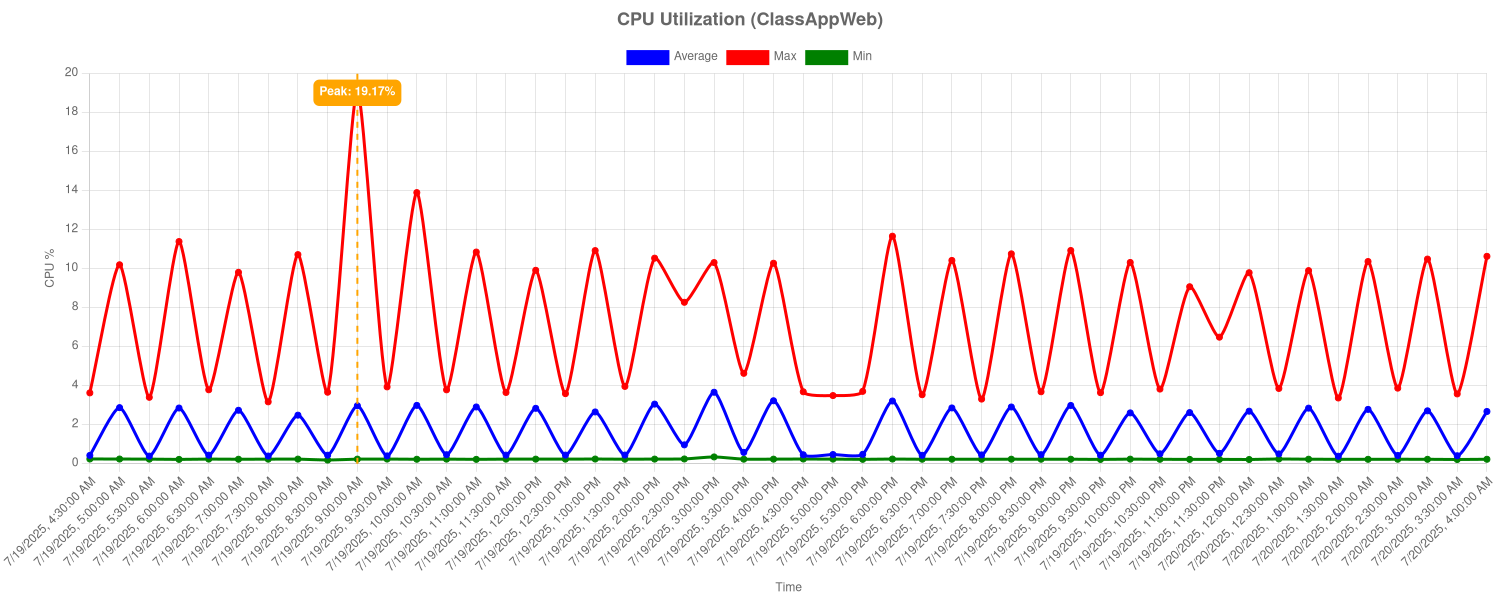 CPU Utilization (ClassAppWeb)
Average Max Min
Peak: 19.17%
CPU %
20
18
16
14
12
10
8
6
4
2
0
7/19/2025, 4:30:00 AM
7/19/2025, 5:00:00 AM
7/19/2025, 5:30:00 AM
7/19/2025, 6:00:00 AM
7/19/2025, 6:30:00 AM
7/19/2025, 7:00:00 AM
7/19/2025, 7:30:00 AM
7/19/2025, 8:00:00 AM
7/19/2025, 8:30:00 AM
7/19/2025, 9:00:00 AM
7/19/2025, 9:30:00 AM
7/19/2025, 10:00:00 AM
7/19/2025, 10:30:00 AM
7/19/2025, 11:00:00 AM
7/19/2025, 11:30:00 AM
7/19/2025, 12:00:00 PM
7/19/2025, 12:30:00 PM
7/19/2025, 1:00:00 PM
7/19/2025, 1:30:00 PM
7/19/2025, 2:00:00 PM
7/19/2025, 2:30:00 PM
7/19/2025, 3:00:00 PM
7/19/2025, 3:30:00 PM
7/19/2025, 4:00:00 PM
7/19/2025, 4:30:00 PM
7/19/2025, 5:00:00 PM
7/19/2025, 5:30:00 PM
7/19/2025, 6:00:00 PM
7/19/2025, 6:30:00 PM
7/19/2025, 7:00:00 PM
7/19/2025, 7:30:00 PM
7/19/2025, 8:00:00 PM
7/19/2025, 8:30:00 PM
7/19/2025, 9:00:00 PM
7/19/2025, 9:30:00 PM
7/19/2025, 10:00:00 PM
7/19/2025, 10:30:00 PM
7/19/2025, 11:00:00 PM
7/19/2025, 11:30:00 PM
7/20/2025, 12:00:00 AM
7/20/2025, 12:30:00 AM
7/20/2025, 1:00:00 AM
7/20/2025, 1:30:00 AM
7/20/2025, 2:00:00 AM
7/20/2025, 2:30:00 AM
7/20/2025, 3:00:00 AM
7/20/2025, 3:30:00 AM
7/20/2025, 4:00:00 AM
Time